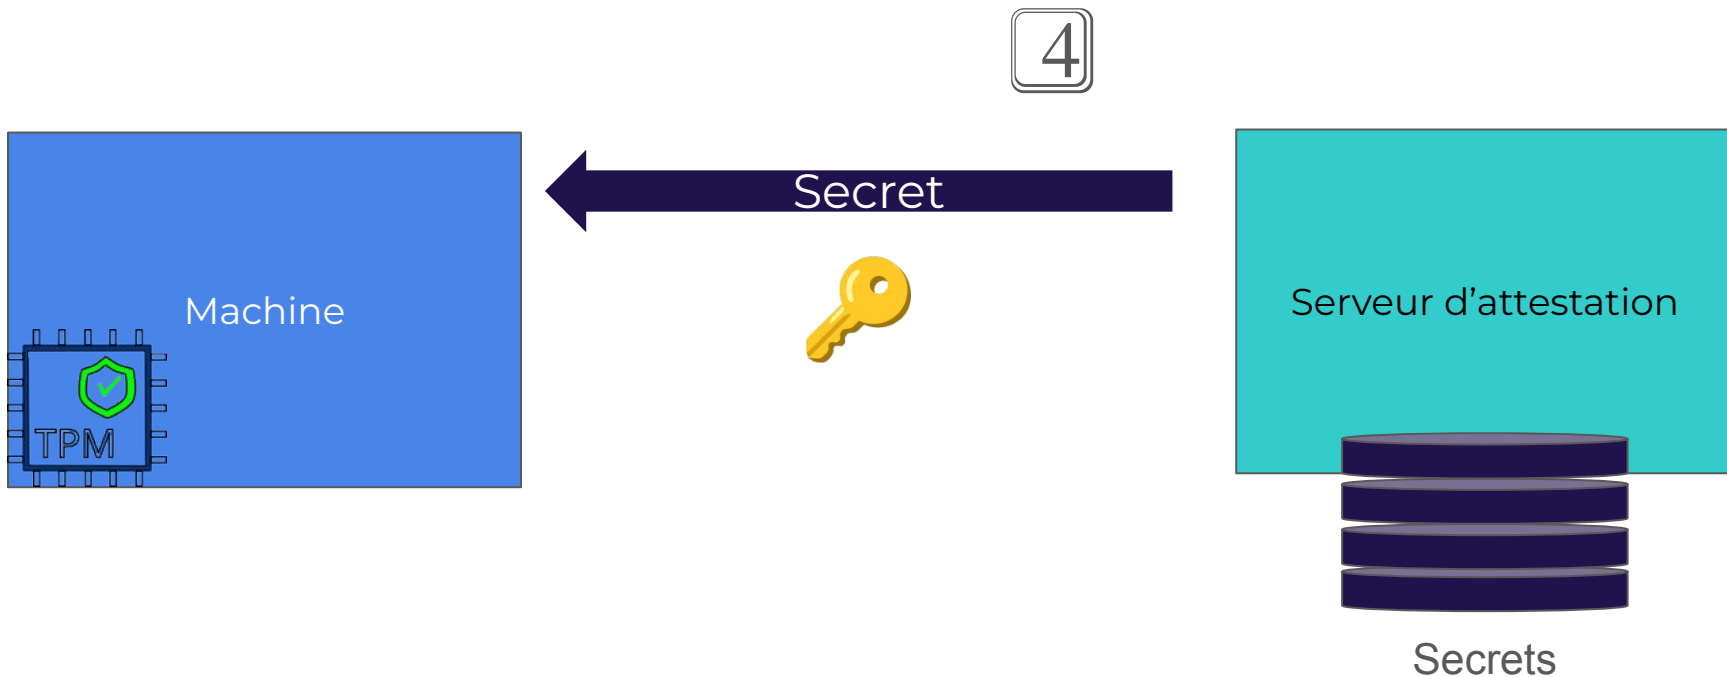 4
Secret
Machine
Serveur d’attestation
TPM
Secrets